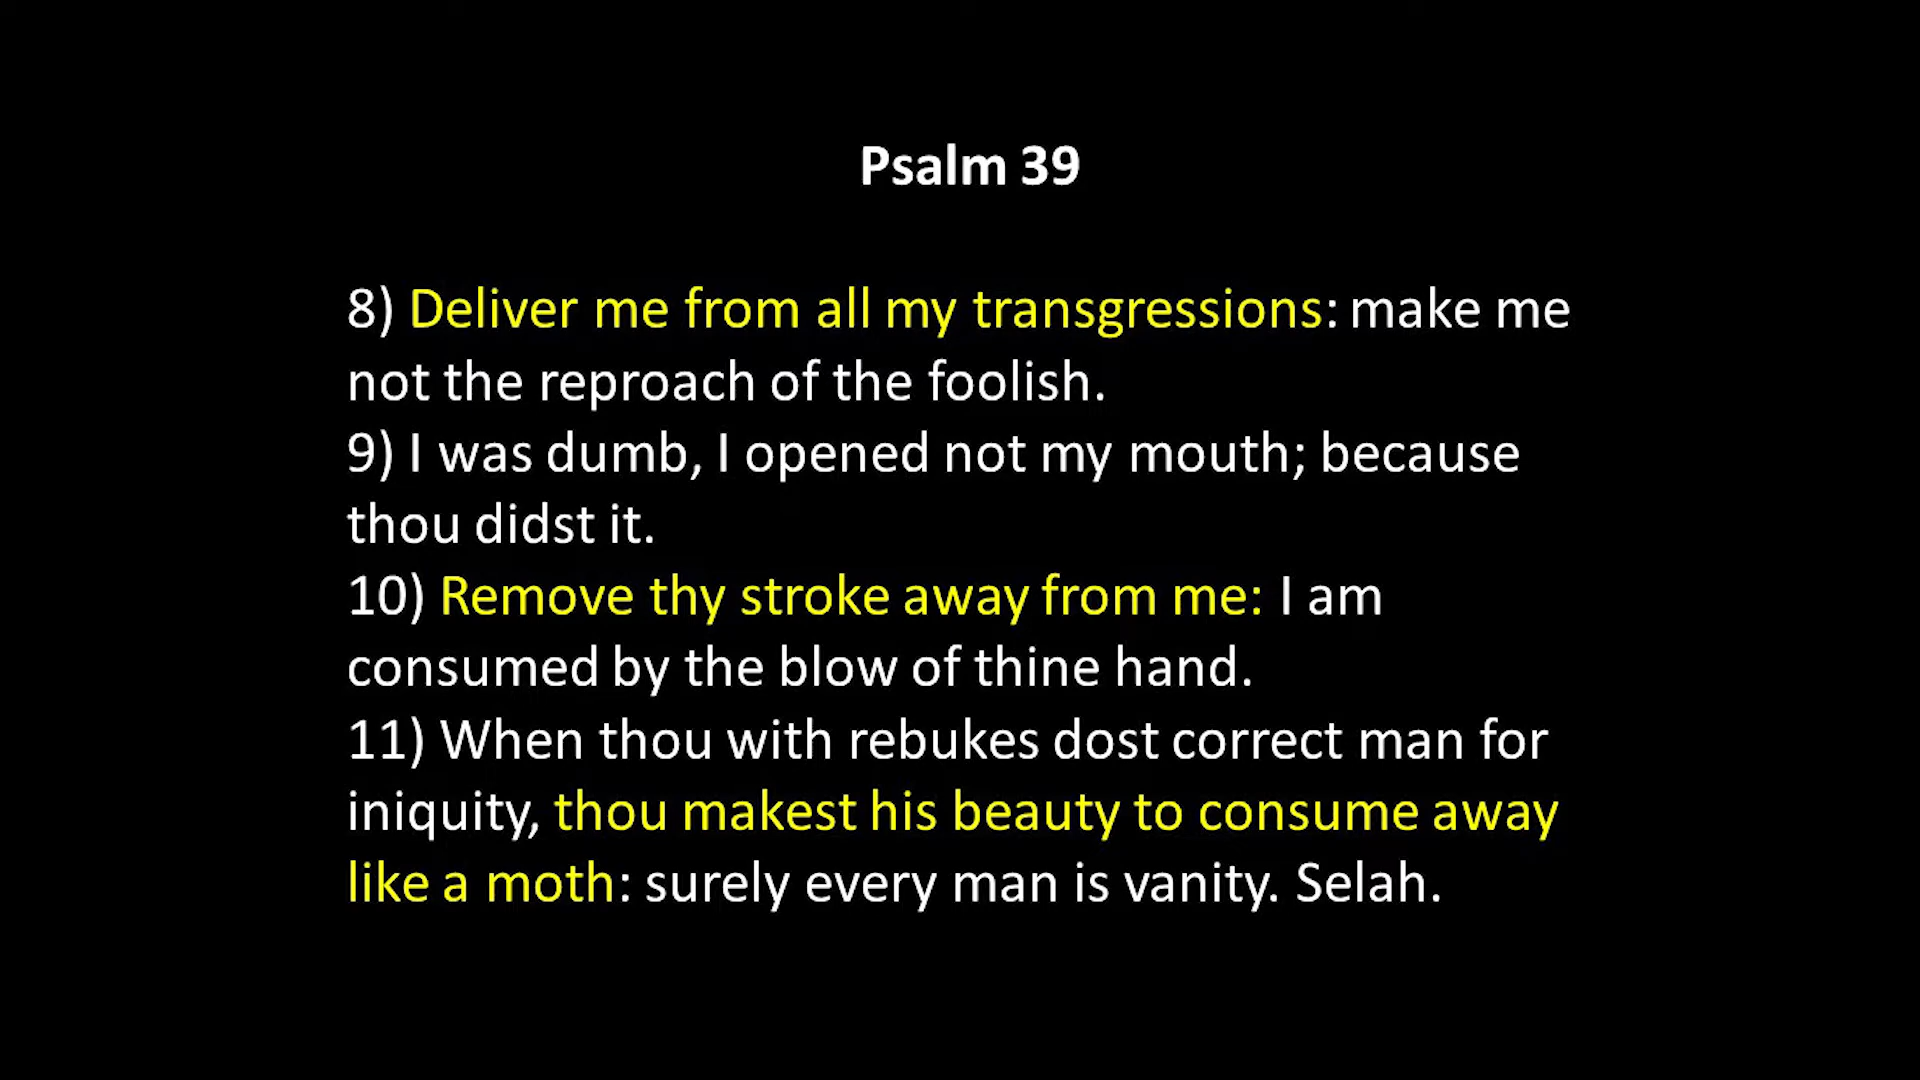 Psalm 39
8) Deliver me from all my transgressions: make me
not the reproach of the foolish.
9) I was dumb, I opened not my mouth; because
thou didst it.
10) Remove thy stroke away from me: I am
consumed by the blow of thine hand.
11) When thou with rebukes dost correct man for
iniquity, thou makest his beauty to consume away
like a moth: surely every man is vanity. Selah.